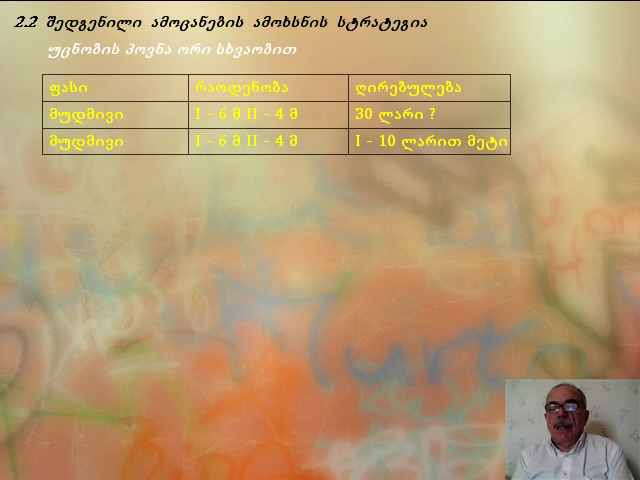 2.2 შედგენილი ამოცანების ამოხსნის სტრატეგია
უცნობის პოვნა ორი სხვაობით
ფასი რაოდენობა ღირებულება
მუდმივი I - 6 მ II - 4 მ 30 ლარი ?
მუდმივი I - 6 მ II - 4 მ I - 10 ლარით მეტი